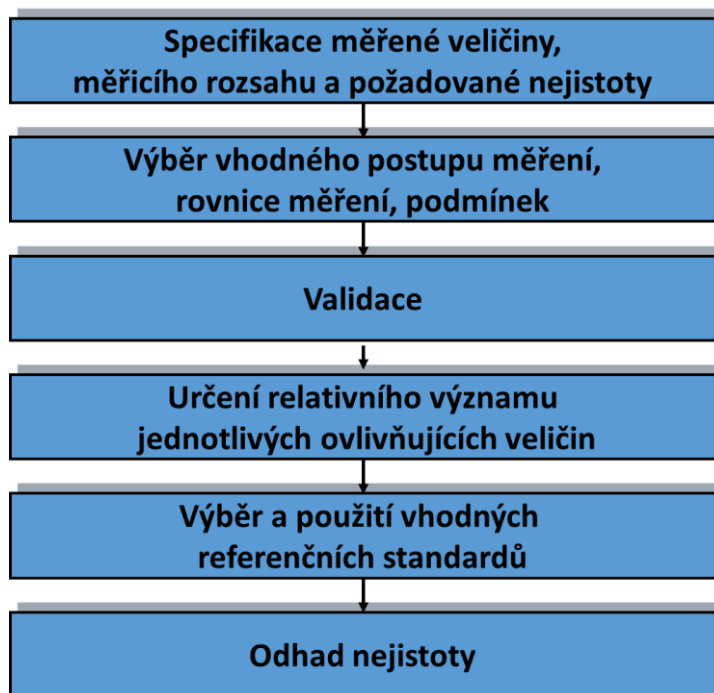 Specifikace měřené veličiny,
měřicího rozsahu a požadované nejistoty
Výběr vhodného postupu měření,
rovnice měření, podmínek
Validace
Určení relativního významu
jednotlivých ovlivňujících veličin
Výběr a použití vhodných
referenčních standardů
Odhad nejistoty